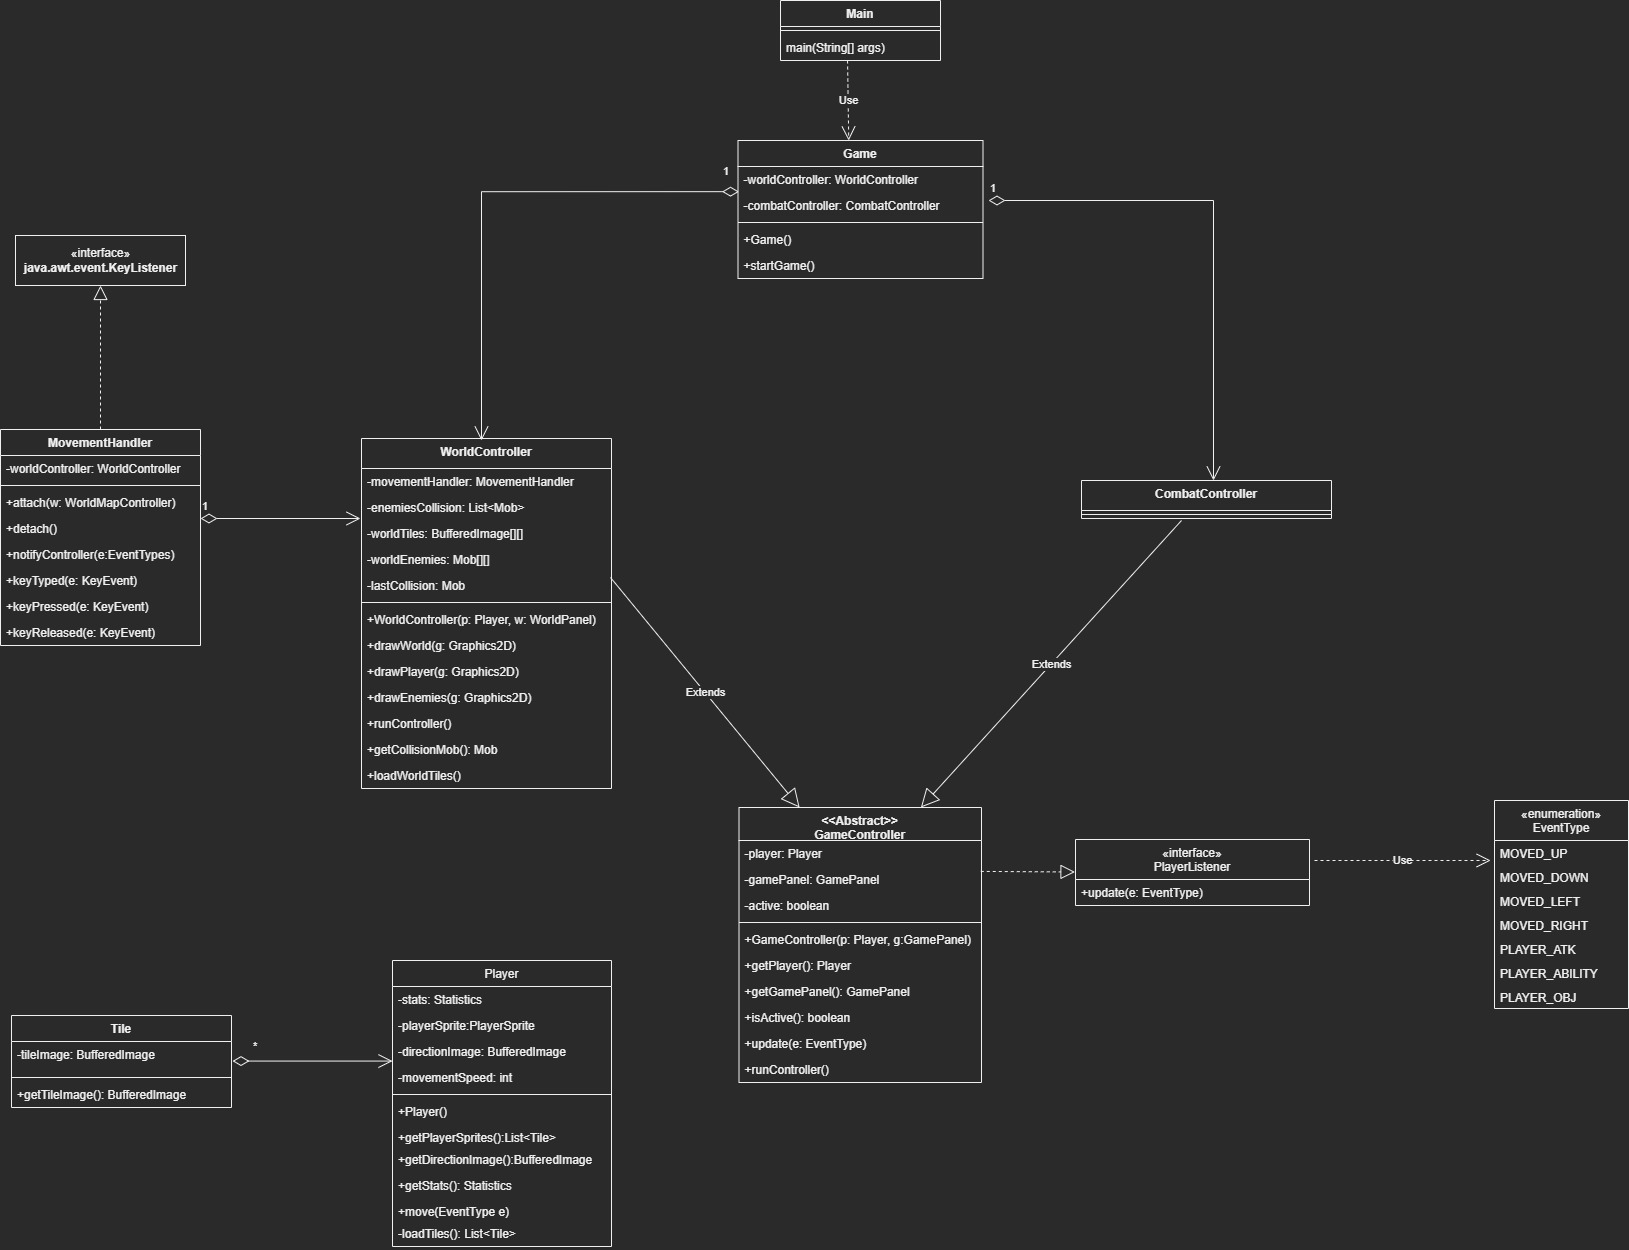 Main
main(String[] args)
Use
Game
-worldController: WorldController
-combatController: CombatController
+Game()
+startGame()
1
1
«interface»
java.awt.event.KeyListener
MovementHandler
-worldController: WorldController
+attach(w: WorldMapController)
+detach()
+notifyController(e:EventTypes)
+keyTyped(e: KeyEvent)
+keyPressed(e: KeyEvent)
+keyReleased(e: KeyEvent)
1
WorldController
-movementHandler: MovementHandler
-enemiesCollision: List<Mob>
-worldTiles: BufferedImage[][]
-worldEnemies: Mob[][]
-lastCollision: Mob
+WorldController(p: Player, w: WorldPanel)
+drawWorld(g: Graphics2D)
+drawPlayer(g: Graphics2D)
+drawEnemies(g: Graphics2D)
+runController()
+getCollisionMob(): Mob
+loadWorldTiles()
CombatController
Extends
Extends
<<Abstract>>
GameController
-player: Player
-gamePanel: GamePanel
-active: boolean
+GameController(p: Player, g:GamePanel)
+getPlayer(): Player
+getGamePanel(): GamePanel
+isActive(): boolean
+update(e: EventType)
+runController()
«interface»
PlayerListener
+update(e: EventType)
Use
«enumeration»
EventType
MOVED_UP
MOVED_DOWN
MOVED_LEFT
MOVED_RIGHT
PLAYER_ATK
PLAYER_ABILITY
PLAYER_OBJ
Tile
-tileImage: BufferedImage
+getTileImage(): BufferedImage
*
Player
-stats: Statistics
-playerSprite:PlayerSprite
-directionImage: BufferedImage
-movementSpeed: int
+Player()
+getPlayerSprites():List<Tile>
+getDirectionImage():BufferedImage
+getStats(): Statistics
+move(EventType e)
-loadTiles(): List<Tile>